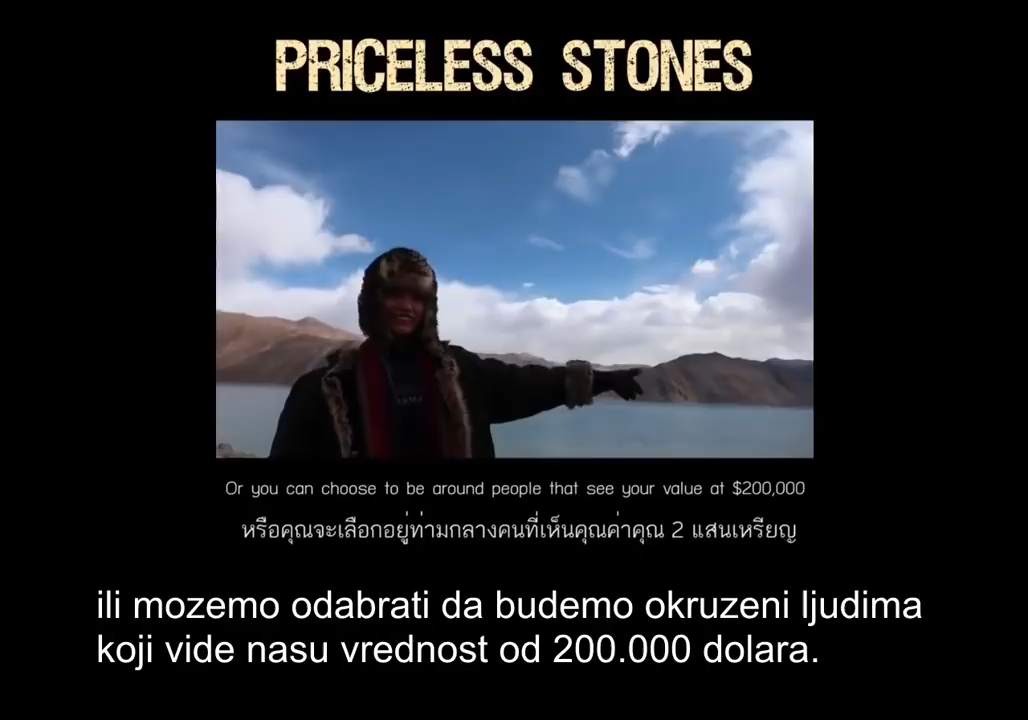 PRICELESS STONES
Or you can choose to be around people that see your value at $200,000
หรือคุณจะเลือกอยู่ท่ามกลางคนที่เห็นคุณค่าคุณ 2 แสนเหรียญ
ili mozemo odabrati da budemo okruzeni ljudima
koji vide nasu vrednost od 200.000 dolara.